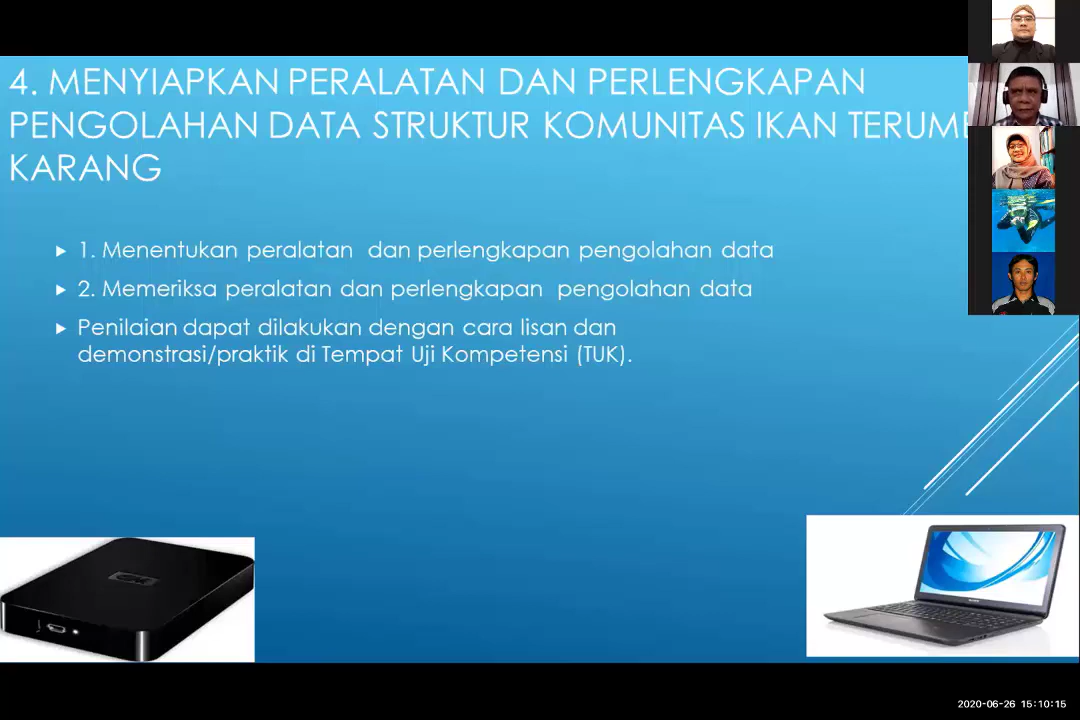 4. MENYIAPKAN PERALATAN DAN PERLENGKAPAN
PENGOLAHAN DATA STRUKTUR KOMUNITAS IKAN
KARANG
1. Menentukan peralatan dan perlengkapan pengolahan data
2. Memeriksa peralatan dan perlengkapan pengolahan data
Penilaian dapat dilakukan dengan cara lisan dan
demonstrasi/praktik di Tempat Uji Kompetensi (TUK).
2020-06-26 15:10:15